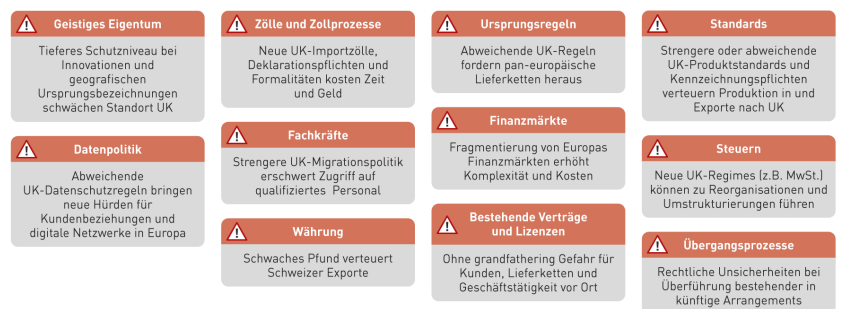 Geistiges Eigentum
Tieferes Schutzniveau bei
Innovationen und
geografischen
Ursprungsbezeichnungen
schwächen Standort UK
Datenpolitik
Abweichende
UK-Datenschutzregeln bringen
neue Hürden für
Kundenbeziehungen und
digitale Netzwerke in Europa
Zölle und Zollprozesse
Neue UK-Importzölle,
Deklarationspflichten und
Formalitäten kosten Zeit
und Geld
Fachkräfte
Strengere UK-Migrationspolitik
erschwert Zugriff auf
qualifiziertes Personal
Währung
Schwaches Pfund verteuert
Schweizer Exporte
Ursprungsregeln
Abweichende UK-Regeln
fordern pan-europäische
Lieferketten heraus
Finanzmärkte
Fragmentierung von Europas
Finanzmärkten erhöht
Komplexität und Kosten
Bestehende Verträge
und Lizenzen
Ohne grandfathering Gefahr für
Kunden, Lieferketten und
Geschäftstätigkeit vor Ort
Standards
Strengere oder abweichende
UK-Produktstandards und
Kennzeichnungspflichten
verteuern Produktion in und
Exporte nach UK
Steuern
Neue UK-Regimes (z.B. MwSt.)
können zu Reorganisationen und
Umstrukturierungen führen
Übergangsprozesse
Rechtliche Unsicherheiten bei
Überführung bestehender in
künftige Arrangements